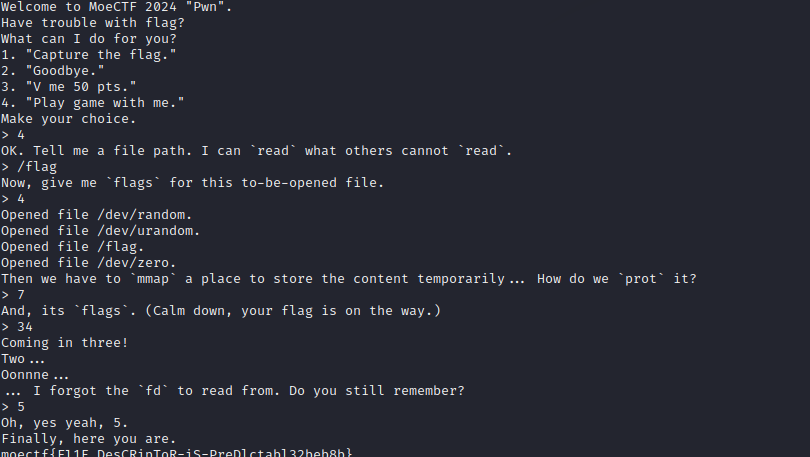 Welcome to MoeCTF 2024 "Pwn".
Have trouble with flag?
What can I do for you?
1. "Capture the flag."
2. "Goodbye."
3. "V me 50 pts."
4. "Play game with me."
Make your choice.
> 4
OK. Tell me a file path. I can `read` what others cannot `read`.
> /flag
Now, give me `flags` for this to-be-opened file.
> 4
Opened file /dev/random.
Opened file /dev/urandom.
Opened file /flag.
Opened file /dev/zero.
Then we have to `mmap` a place to store the content temporarily... How do we `prot` it?
> 7
And, its `flags`. (Calm down, your flag is on the way.)
> 34
Coming in three!
Two...
Oonnne...
... I forgot the `fd` to read from. Do you still remember?
> 5
Oh, yes yeah, 5.
Finally, here you are.